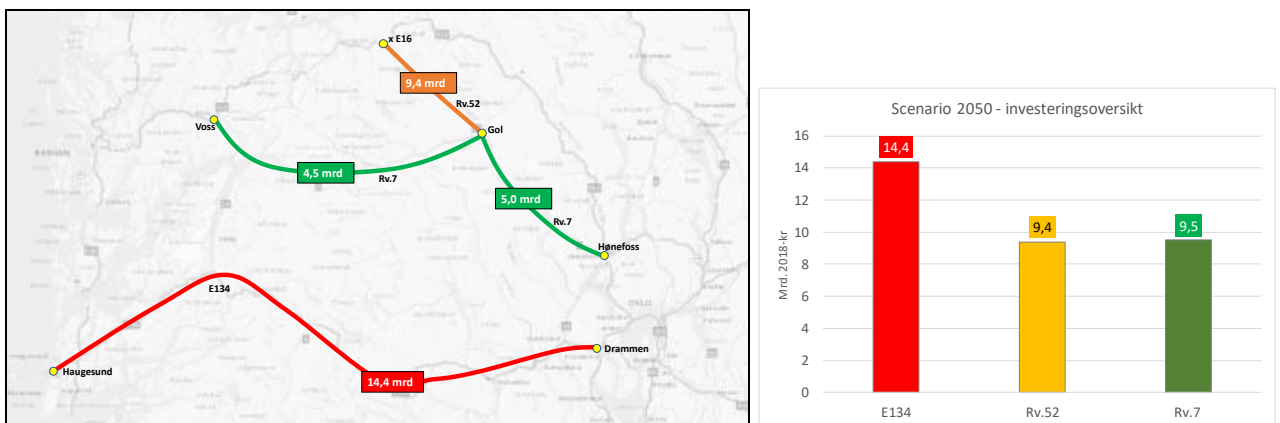 x E16
9,4 mrd
Rv.52
Voss
Gol
4,5 mrd
Rv.7
5,0 mrd
Rv.7
Hønefoss
E134
Drammen
Haugesund
14,4 mrd
Scenario 2050 - investeringsoversikt
Mrd. 2018-kr
16
14
12
10
8
6
4
2
0
14,4
9,4
9,5
E134
Rv.52
Rv.7